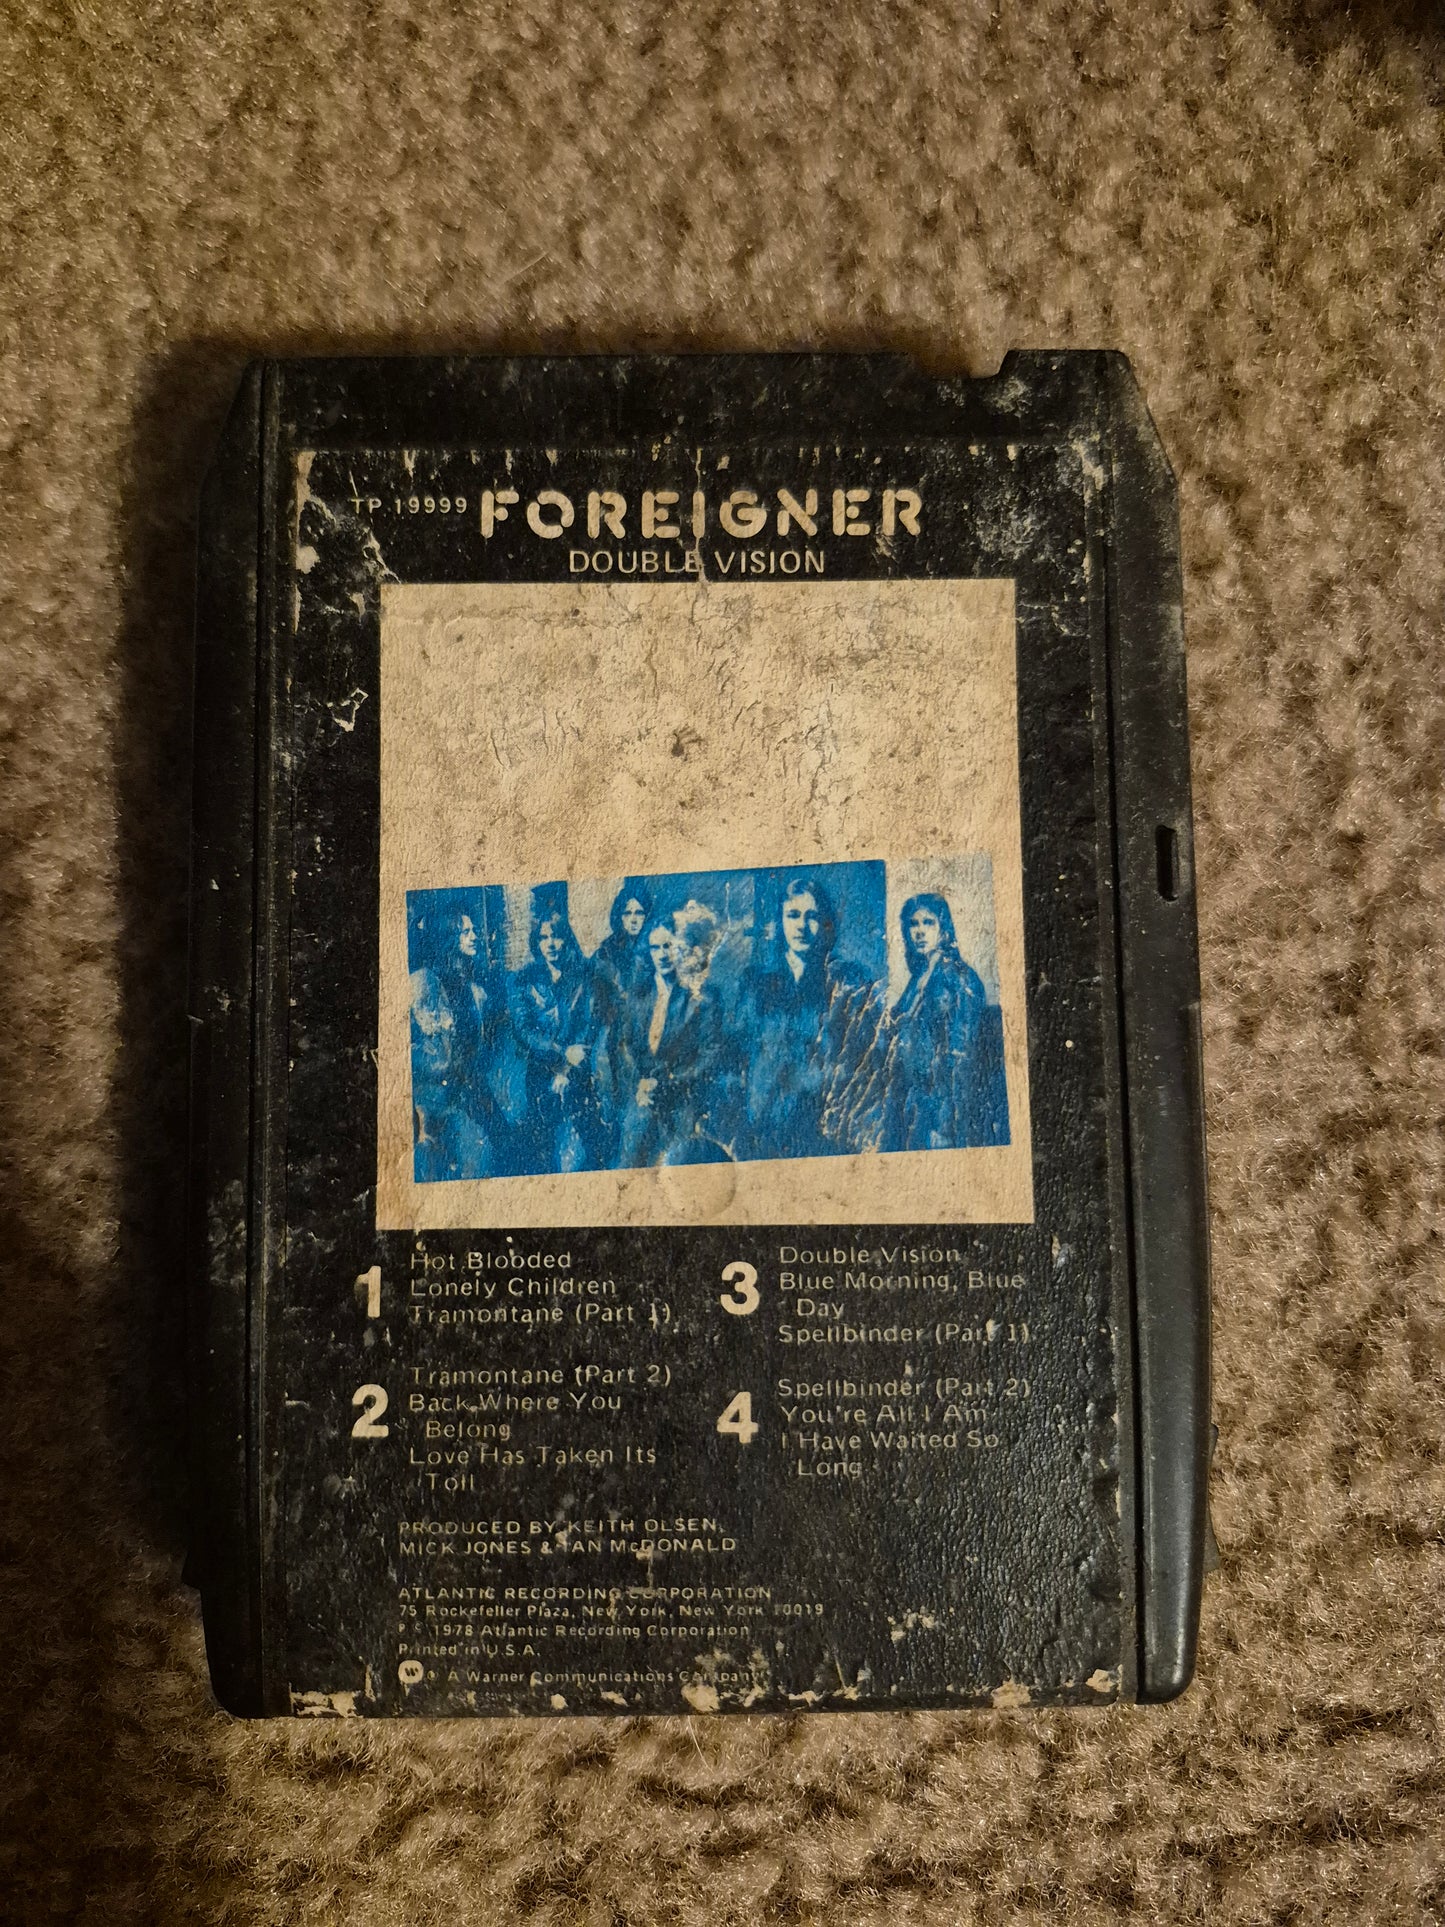 TP 19999 FOREIGNER
DOUBLE VISION
1
Hot Blooded
Lonely Children
Tramontane (Part 1)
2
Tramontane (Part 2)
Back Where You
Belong
Love Has Taken Its
Toll
3
Double Vision
Blue Morning, Blue
Day
Spellbinder (Part 1)
4
Spellbinder (Part 2)
You're All I Am
I Have Waited So
Long
PRODUCED BY KEITH OLSEN,
MICK JONES & IAN McDONALD
ATLANTIC RECORDING CORPORATION
75 Rockefeller Plaza, New York, New York 10019
℗ © 1978 Atlantic Recording Corporation
Printed in U.S.A.
W ® A Warner Communications Company